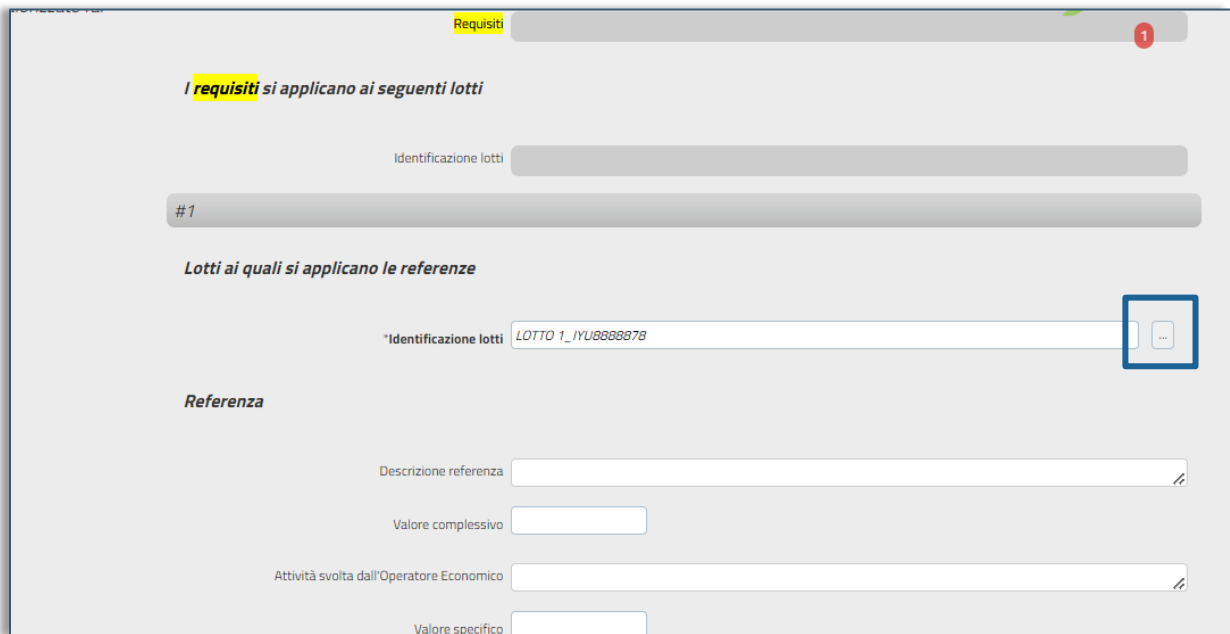 Requisiti
1
I requisiti si applicano ai seguenti lotti
Identificazione lotti
#1
Lotti ai quali si applicano le referenze
*Identificazione lotti LOTTO 1_IYU8888878 ...
Referenza
Descrizione referenza
Valore complessivo
Attività svolta dall'Operatore Economico
Valore specifico